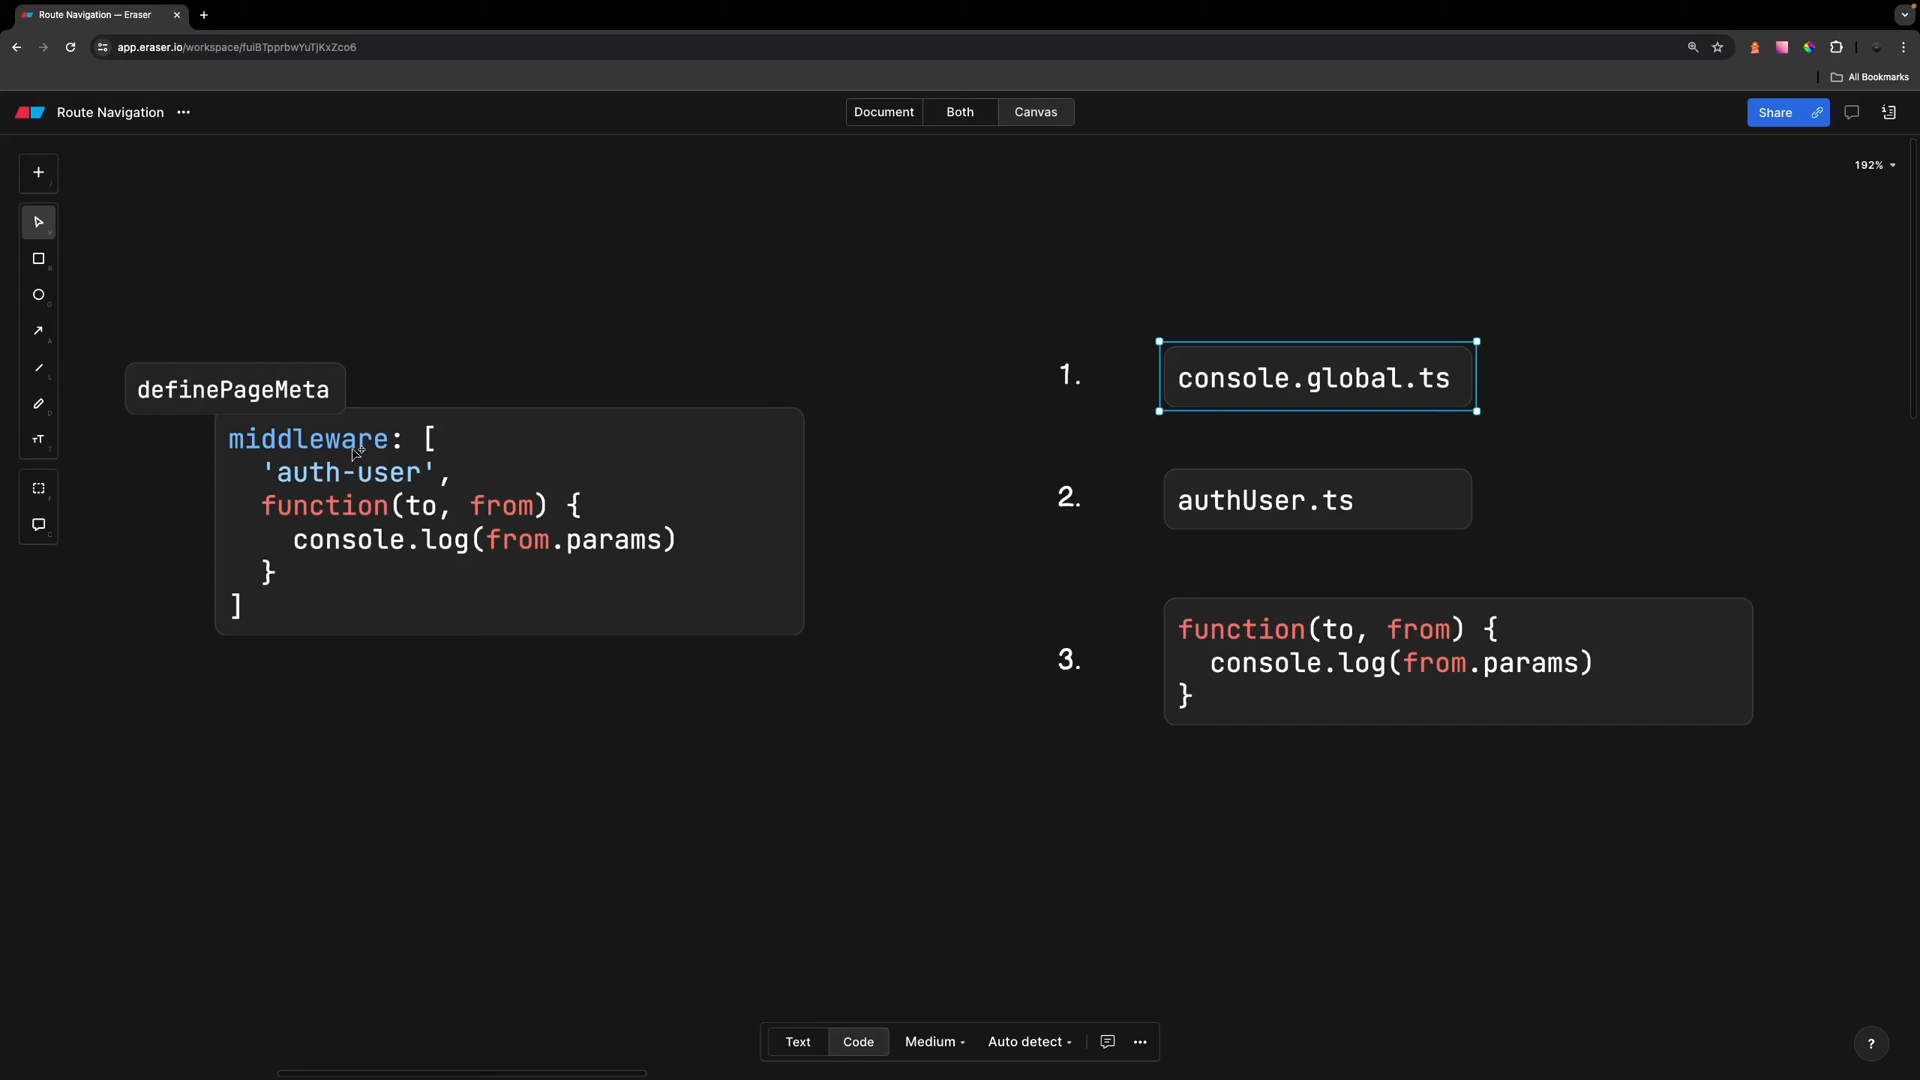 Route Navigation — Eraser
app.eraser.io/workspace/fuiBTpprbwYuTjKxZco6
All Bookmarks
Route Navigation
Document
Both
Canvas
Share
192%
definePageMeta
middleware: [
'auth-user',
function(to, from) {
console.log(from.params)
}
]
1.
console.global.ts
2.
authUser.ts
3.
function(to, from) {
console.log(from.params)
}
Text
Code
Medium
Auto detect
?